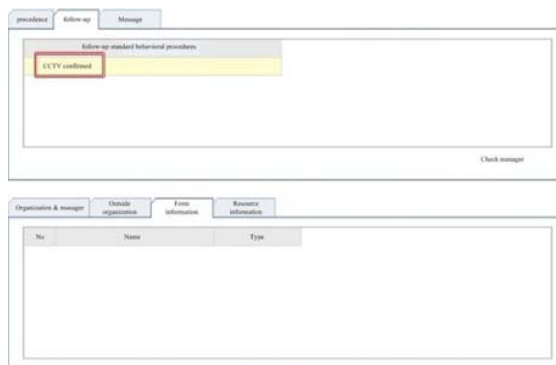 precedence follow-up Message
follow-up standard behavioral procedures
CCTV confirmed
Check manager
Organization & manager Outside organization Form information Resource information
No Name Type